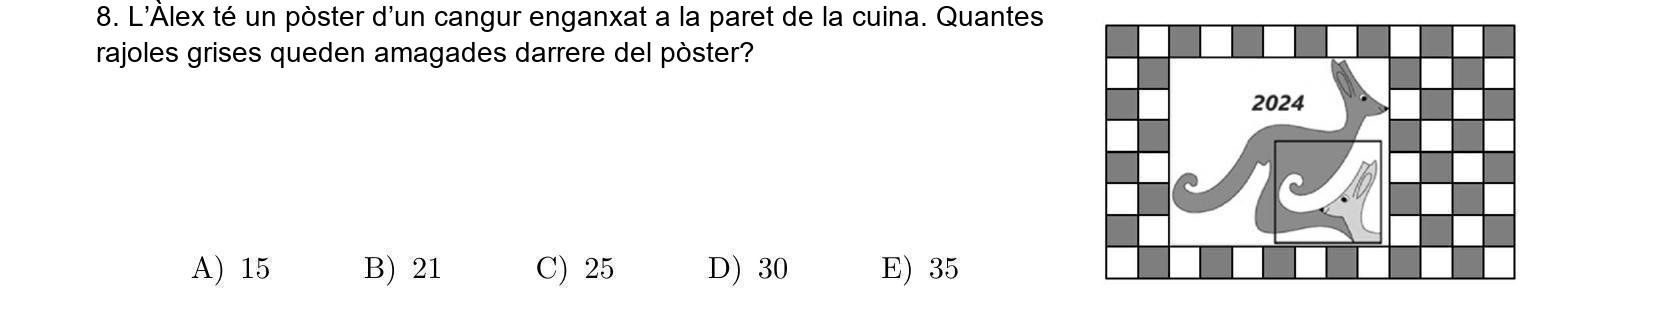 8. L’Àlex té un pòster d’un cangur enganxat a la paret de la cuina. Quantes
rajoles grises queden amagades darrere del pòster?
2024
A) 15 B) 21 C) 25 D) 30 E) 35